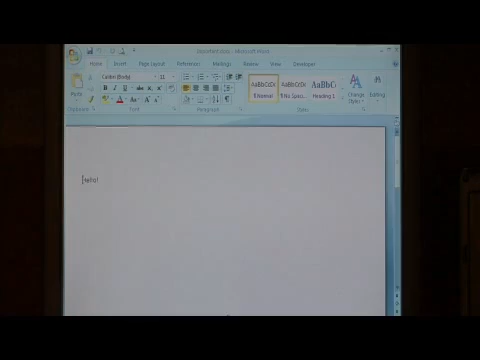 Microsoft Word
Home Insert Page Layout References Mailings Review View Developer
Calibri (Body) 11
AaBbCcDc AaBbCcDc AaBbC
¶ Normal ¶ No Spaci... Heading 1
Change Styles Editing
Paste
Clipboard Font Paragraph Styles